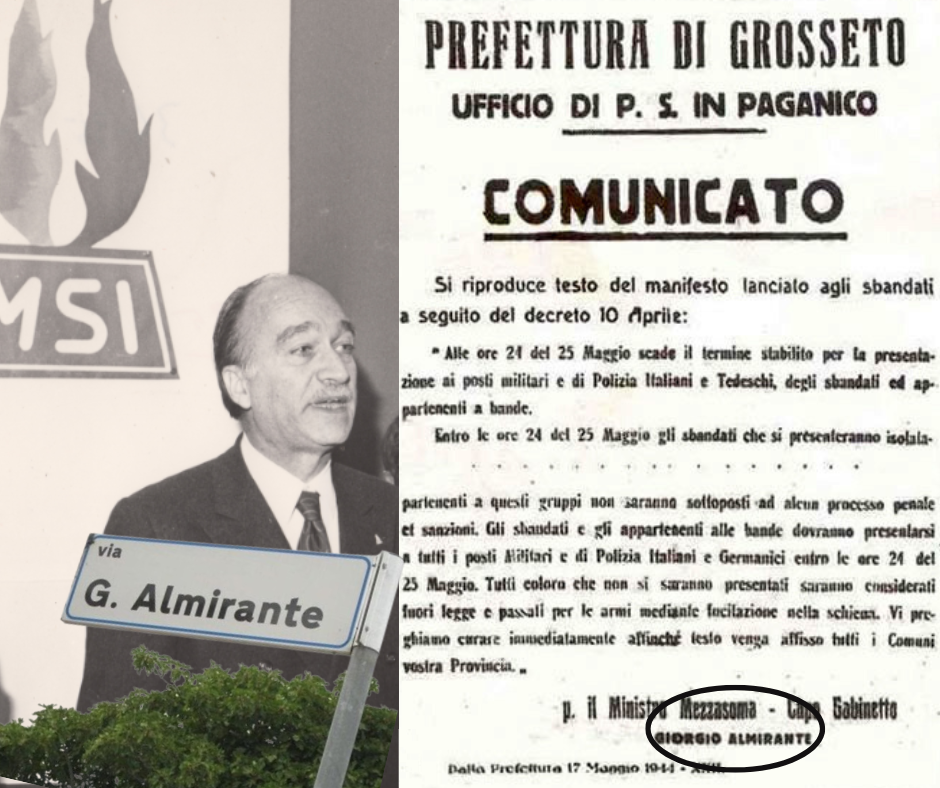 MSI
via
G. Almirante
PREFETTURA DI GROSSETO
UFFICIO DI P. S. IN PAGANICO
COMUNICATO
Si riproduce testo del manifesto lanciato agli sbandati
a seguito del decreto 10 Aprile:
" Alle ore 24 del 25 Maggio scade il termine stabilito per la presenta-
zione ai posti militari e di Polizia Italiani e Tedeschi, degli sbandati ed ap-
partenenti a bande.
Entro le ore 24 del 25 Maggio gli sbandati che si presenteranno isolata-
. . . . . . . . . . . . . . .
partenenti a questi gruppi non saranno sottoposti ad alcun processo penale
et sanzioni. Gli sbandati e gli appartenenti alle bande dovranno presentarsi
a tutti i posti Militari e di Polizia Italiani e Germanici entro le ore 24 del
25 Maggio. Tutti coloro che non si saranno presentati saranno considerati
fuori legge e passati per le armi mediante fucilazione nella schiena. Vi pre-
ghiamo curare immediatamente affinché testo venga affisso tutti i Comuni
vostra Provincia. „
p. il Ministro Mezzasoma - Capo Gabinetto
GIORGIO ALMIRANTE
Dalla Prefettura 17 Maggio 1944 - XXII.